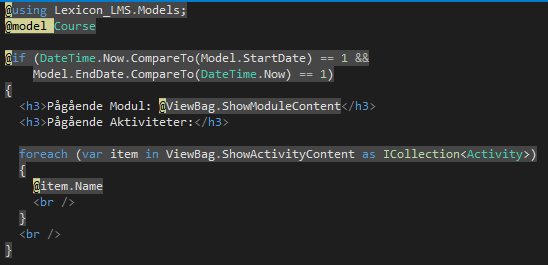 @using Lexicon_LMS.Models;
@model Course
@if (DateTime.Now.CompareTo(Model.StartDate) == 1 &&
Model.EndDate.CompareTo(DateTime.Now) == 1)
{
<h3>Pågående Modul: @ViewBag.ShowModuleContent</h3>
<h3>Pågående Aktiviteter:</h3>
foreach (var item in ViewBag.ShowActivityContent as ICollection<Activity>)
{
@item.Name
<br />
}
<br />
}